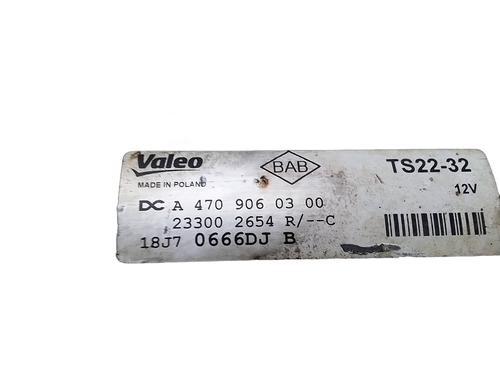 Valeo BAB TS22-32
MADE IN POLAND 12V
DC A 470 906 03 00
23300 2654 R/--C
18J7 0666DJ B